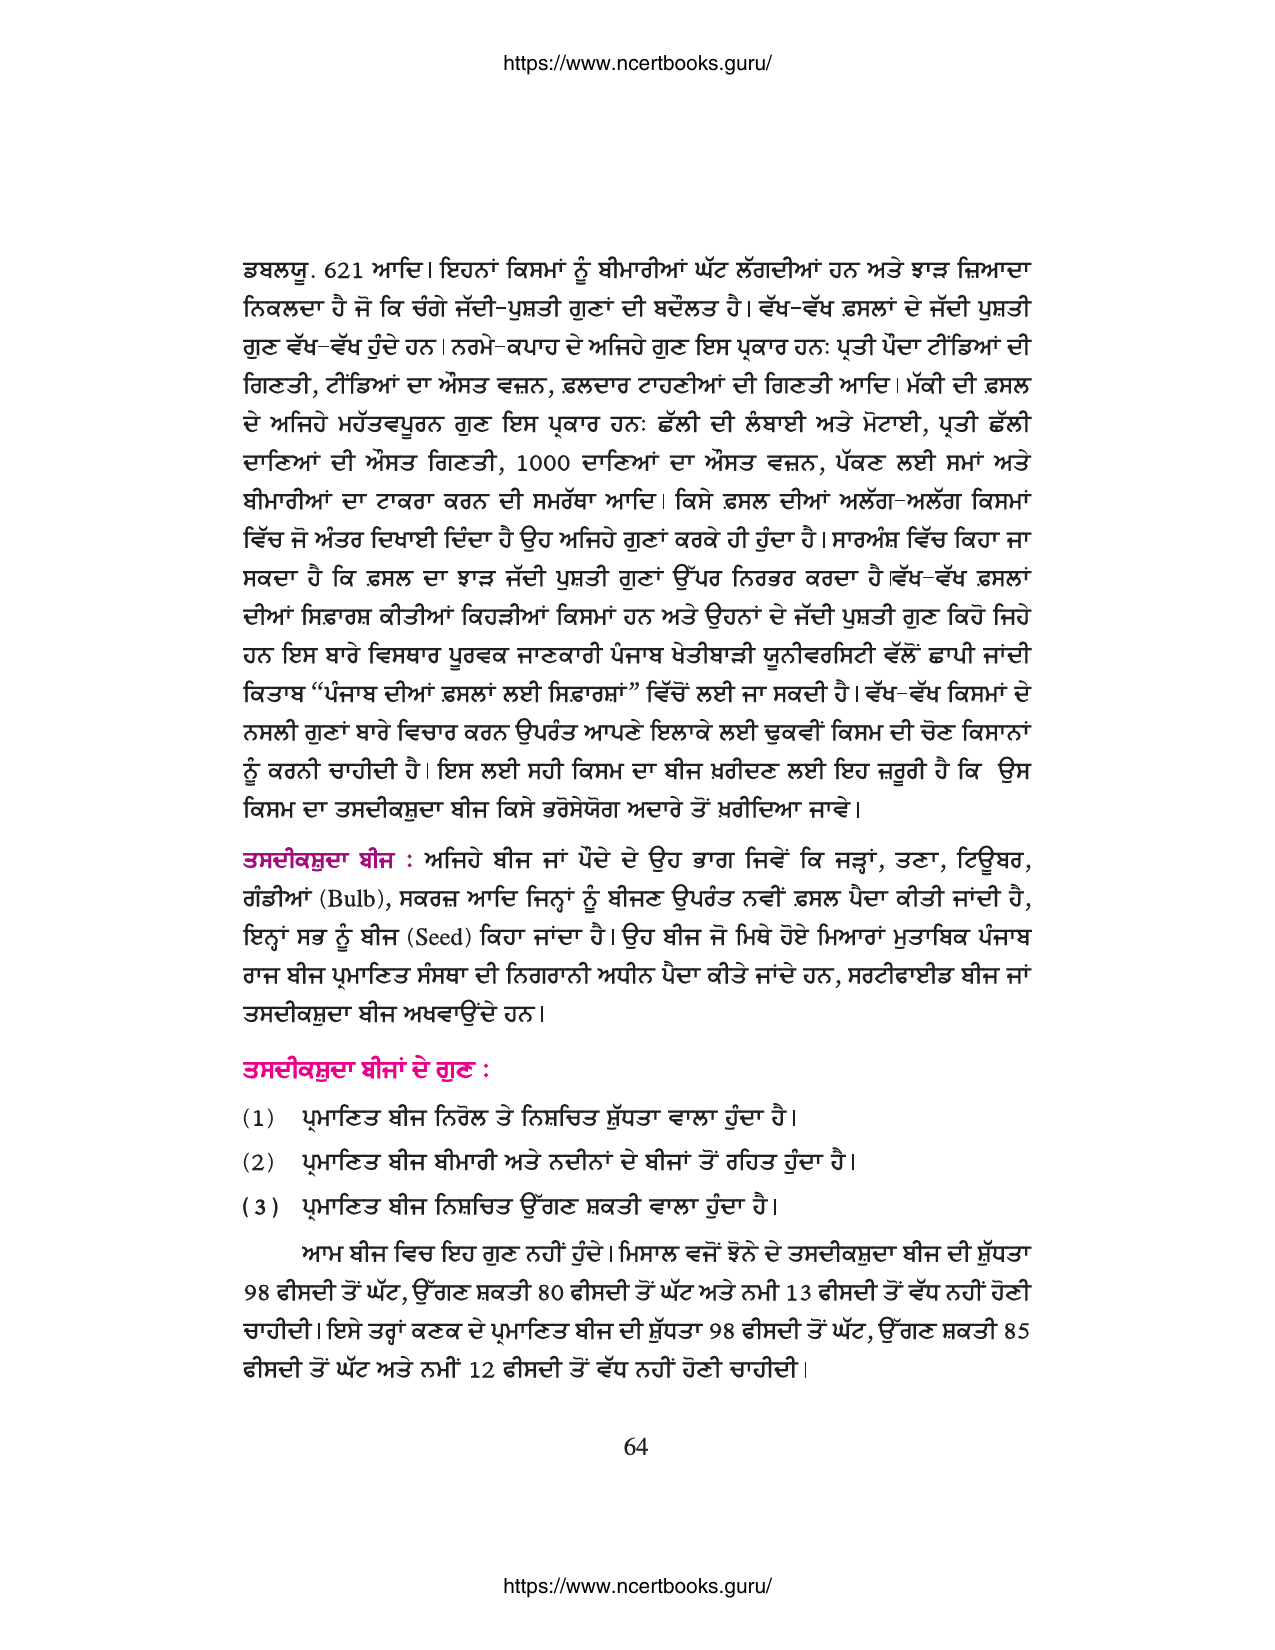 https://www.ncertbooks.guru/
ਡਬਲਯੂ. 621 ਆਦਿ। ਇਹਨਾਂ ਕਿਸਮਾਂ ਨੂੰ ਬੀਮਾਰੀਆਂ ਘੱਟ ਲੱਗਦੀਆਂ ਹਨ ਅਤੇ ਝਾੜ ਜ਼ਿਆਦਾ
ਨਿਕਲਦਾ ਹੈ ਜੋ ਕਿ ਚੰਗੇ ਜੱਦੀ-ਪੁਸ਼ਤੀ ਗੁਣਾਂ ਦੀ ਬਦੌਲਤ ਹੈ। ਵੱਖ-ਵੱਖ ਫ਼ਸਲਾਂ ਦੇ ਜੱਦੀ ਪੁਸ਼ਤੀ
ਗੁਣ ਵੱਖ-ਵੱਖ ਹੁੰਦੇ ਹਨ। ਨਰਮੇ-ਕਪਾਹ ਦੇ ਅਜਿਹੇ ਗੁਣ ਇਸ ਪ੍ਰਕਾਰ ਹਨ: ਪ੍ਰਤੀ ਪੌਦਾ ਟੀਂਡਿਆਂ ਦੀ
ਗਿਣਤੀ, ਟੀਂਡਿਆਂ ਦਾ ਔਸਤ ਵਜ਼ਨ, ਫ਼ਲਦਾਰ ਟਾਹਣੀਆਂ ਦੀ ਗਿਣਤੀ ਆਦਿ। ਮੱਕੀ ਦੀ ਫ਼ਸਲ
ਦੇ ਅਜਿਹੇ ਮਹੱਤਵਪੂਰਨ ਗੁਣ ਇਸ ਪ੍ਰਕਾਰ ਹਨ: ਛੱਲੀ ਦੀ ਲੰਬਾਈ ਅਤੇ ਮੋਟਾਈ, ਪ੍ਰਤੀ ਛੱਲੀ
ਦਾਣਿਆਂ ਦੀ ਔਸਤ ਗਿਣਤੀ, 1000 ਦਾਣਿਆਂ ਦਾ ਔਸਤ ਵਜ਼ਨ, ਪੱਕਣ ਲਈ ਸਮਾਂ ਅਤੇ
ਬੀਮਾਰੀਆਂ ਦਾ ਟਾਕਰਾ ਕਰਨ ਦੀ ਸਮਰੱਥਾ ਆਦਿ। ਕਿਸੇ ਫ਼ਸਲ ਦੀਆਂ ਅਲੱਗ-ਅਲੱਗ ਕਿਸਮਾਂ
ਵਿੱਚ ਜੋ ਅੰਤਰ ਦਿਖਾਈ ਦਿੰਦਾ ਹੈ ਉਹ ਅਜਿਹੇ ਗੁਣਾਂ ਕਰਕੇ ਹੀ ਹੁੰਦਾ ਹੈ। ਸਾਰਅੰਸ਼ ਵਿੱਚ ਕਿਹਾ ਜਾ
ਸਕਦਾ ਹੈ ਕਿ ਫ਼ਸਲ ਦਾ ਝਾੜ ਜੱਦੀ ਪੁਸ਼ਤੀ ਗੁਣਾਂ ਉੱਪਰ ਨਿਰਭਰ ਕਰਦਾ ਹੈ।ਵੱਖ-ਵੱਖ ਫ਼ਸਲਾਂ
ਦੀਆਂ ਸਿਫ਼ਾਰਸ਼ ਕੀਤੀਆਂ ਕਿਹੜੀਆਂ ਕਿਸਮਾਂ ਹਨ ਅਤੇ ਉਹਨਾਂ ਦੇ ਜੱਦੀ ਪੁਸ਼ਤੀ ਗੁਣ ਕਿਹੋ ਜਿਹੇ
ਹਨ ਇਸ ਬਾਰੇ ਵਿਸਥਾਰ ਪੂਰਵਕ ਜਾਣਕਾਰੀ ਪੰਜਾਬ ਖੇਤੀਬਾੜੀ ਯੂਨੀਵਰਸਿਟੀ ਵੱਲੋਂ ਛਾਪੀ ਜਾਂਦੀ
ਕਿਤਾਬ “ਪੰਜਾਬ ਦੀਆਂ ਫ਼ਸਲਾਂ ਲਈ ਸਿਫ਼ਾਰਸ਼ਾਂ” ਵਿੱਚੋਂ ਲਈ ਜਾ ਸਕਦੀ ਹੈ। ਵੱਖ-ਵੱਖ ਕਿਸਮਾਂ ਦੇ
ਨਸਲੀ ਗੁਣਾਂ ਬਾਰੇ ਵਿਚਾਰ ਕਰਨ ਉਪਰੰਤ ਆਪਣੇ ਇਲਾਕੇ ਲਈ ਢੁਕਵੀਂ ਕਿਸਮ ਦੀ ਚੋਣ ਕਿਸਾਨਾਂ
ਨੂੰ ਕਰਨੀ ਚਾਹੀਦੀ ਹੈ। ਇਸ ਲਈ ਸਹੀ ਕਿਸਮ ਦਾ ਬੀਜ ਖ਼ਰੀਦਣ ਲਈ ਇਹ ਜ਼ਰੂਰੀ ਹੈ ਕਿ ਉਸ
ਕਿਸਮ ਦਾ ਤਸਦੀਕਸ਼ੁਦਾ ਬੀਜ ਕਿਸੇ ਭਰੋਸੇਯੋਗ ਅਦਾਰੇ ਤੋਂ ਖ਼ਰੀਦਿਆ ਜਾਵੇ।
ਤਸਦੀਕਸ਼ੁਦਾ ਬੀਜ : ਅਜਿਹੇ ਬੀਜ ਜਾਂ ਪੌਦੇ ਦੇ ਉਹ ਭਾਗ ਜਿਵੇਂ ਕਿ ਜੜ੍ਹਾਂ, ਤਣਾ, ਟਿਊਬਰ,
ਗੰਡੀਆਂ (Bulb), ਸਕਰਜ਼ ਆਦਿ ਜਿਨ੍ਹਾਂ ਨੂੰ ਬੀਜਣ ਉਪਰੰਤ ਨਵੀਂ ਫ਼ਸਲ ਪੈਦਾ ਕੀਤੀ ਜਾਂਦੀ ਹੈ,
ਇਨ੍ਹਾਂ ਸਭ ਨੂੰ ਬੀਜ (Seed) ਕਿਹਾ ਜਾਂਦਾ ਹੈ। ਉਹ ਬੀਜ ਜੋ ਮਿਥੇ ਹੋਏ ਮਿਆਰਾਂ ਮੁਤਾਬਿਕ ਪੰਜਾਬ
ਰਾਜ ਬੀਜ ਪ੍ਰਮਾਣਿਤ ਸੰਸਥਾ ਦੀ ਨਿਗਰਾਨੀ ਅਧੀਨ ਪੈਦਾ ਕੀਤੇ ਜਾਂਦੇ ਹਨ, ਸਰਟੀਫਾਈਡ ਬੀਜ ਜਾਂ
ਤਸਦੀਕਸ਼ੁਦਾ ਬੀਜ ਅਖਵਾਉਂਦੇ ਹਨ।
ਤਸਦੀਕਸ਼ੁਦਾ ਬੀਜਾਂ ਦੇ ਗੁਣ :
(1) ਪ੍ਰਮਾਣਿਤ ਬੀਜ ਨਿਰੋਲ ਤੇ ਨਿਸ਼ਚਿਤ ਸ਼ੁੱਧਤਾ ਵਾਲਾ ਹੁੰਦਾ ਹੈ।
(2) ਪ੍ਰਮਾਣਿਤ ਬੀਜ ਬੀਮਾਰੀ ਅਤੇ ਨਦੀਨਾਂ ਦੇ ਬੀਜਾਂ ਤੋਂ ਰਹਿਤ ਹੁੰਦਾ ਹੈ।
(3) ਪ੍ਰਮਾਣਿਤ ਬੀਜ ਨਿਸ਼ਚਿਤ ਉੱਗਣ ਸ਼ਕਤੀ ਵਾਲਾ ਹੁੰਦਾ ਹੈ।
ਆਮ ਬੀਜ ਵਿਚ ਇਹ ਗੁਣ ਨਹੀਂ ਹੁੰਦੇ। ਮਿਸਾਲ ਵਜੋਂ ਝੋਨੇ ਦੇ ਤਸਦੀਕਸ਼ੁਦਾ ਬੀਜ ਦੀ ਸ਼ੁੱਧਤਾ
98 ਫੀਸਦੀ ਤੋਂ ਘੱਟ, ਉੱਗਣ ਸ਼ਕਤੀ 80 ਫੀਸਦੀ ਤੋਂ ਘੱਟ ਅਤੇ ਨਮੀ 13 ਫੀਸਦੀ ਤੋਂ ਵੱਧ ਨਹੀਂ ਹੋਣੀ
ਚਾਹੀਦੀ। ਇਸੇ ਤਰ੍ਹਾਂ ਕਣਕ ਦੇ ਪ੍ਰਮਾਣਿਤ ਬੀਜ ਦੀ ਸ਼ੁੱਧਤਾ 98 ਫੀਸਦੀ ਤੋਂ ਘੱਟ, ਉੱਗਣ ਸ਼ਕਤੀ 85
ਫੀਸਦੀ ਤੋਂ ਘੱਟ ਅਤੇ ਨਮੀਂ 12 ਫੀਸਦੀ ਤੋਂ ਵੱਧ ਨਹੀਂ ਹੋਣੀ ਚਾਹੀਦੀ।
64
https://www.ncertbooks.guru/